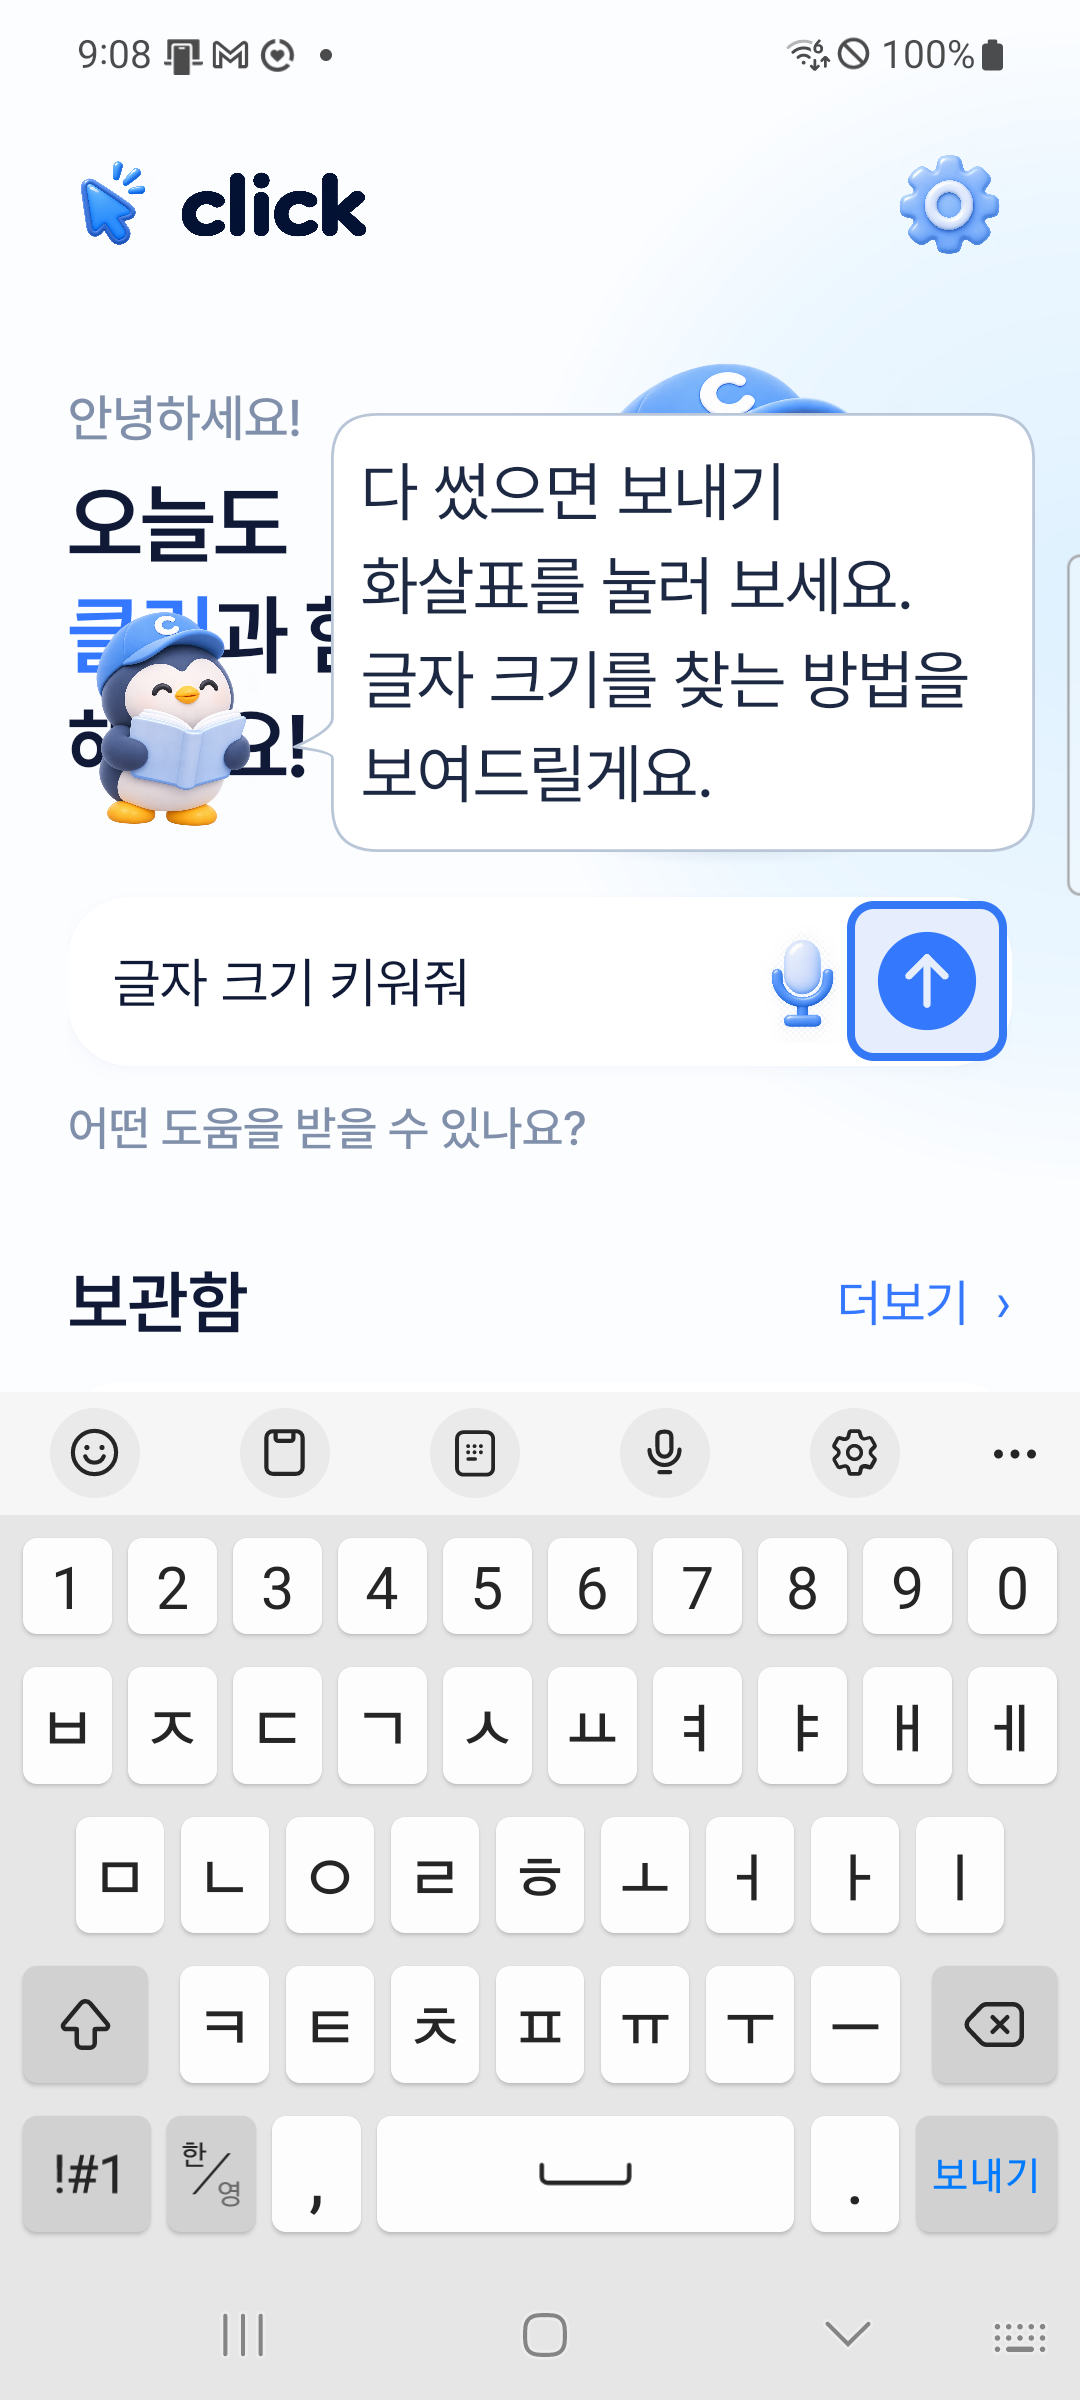 9:08
100%
click
안녕하세요!
오늘도
과
요!
다 썼으면 보내기
화살표를 눌러 보세요.
글자 크기를 찾는 방법을
보여드릴게요.
글자 크기 키워줘
어떤 도움을 받을 수 있나요?
보관함
더보기 ›
1 2 3 4 5 6 7 8 9 0
ㅂ ㅈ ㄷ ㄱ ㅅ ㅛ ㅕ ㅑ ㅐ ㅔ
ㅁ ㄴ ㅇ ㄹ ㅎ ㅗ ㅓ ㅏ ㅣ
ㅋ ㅌ ㅊ ㅍ ㅠ ㅜ ㅡ
!#1 한/영 , . 보내기